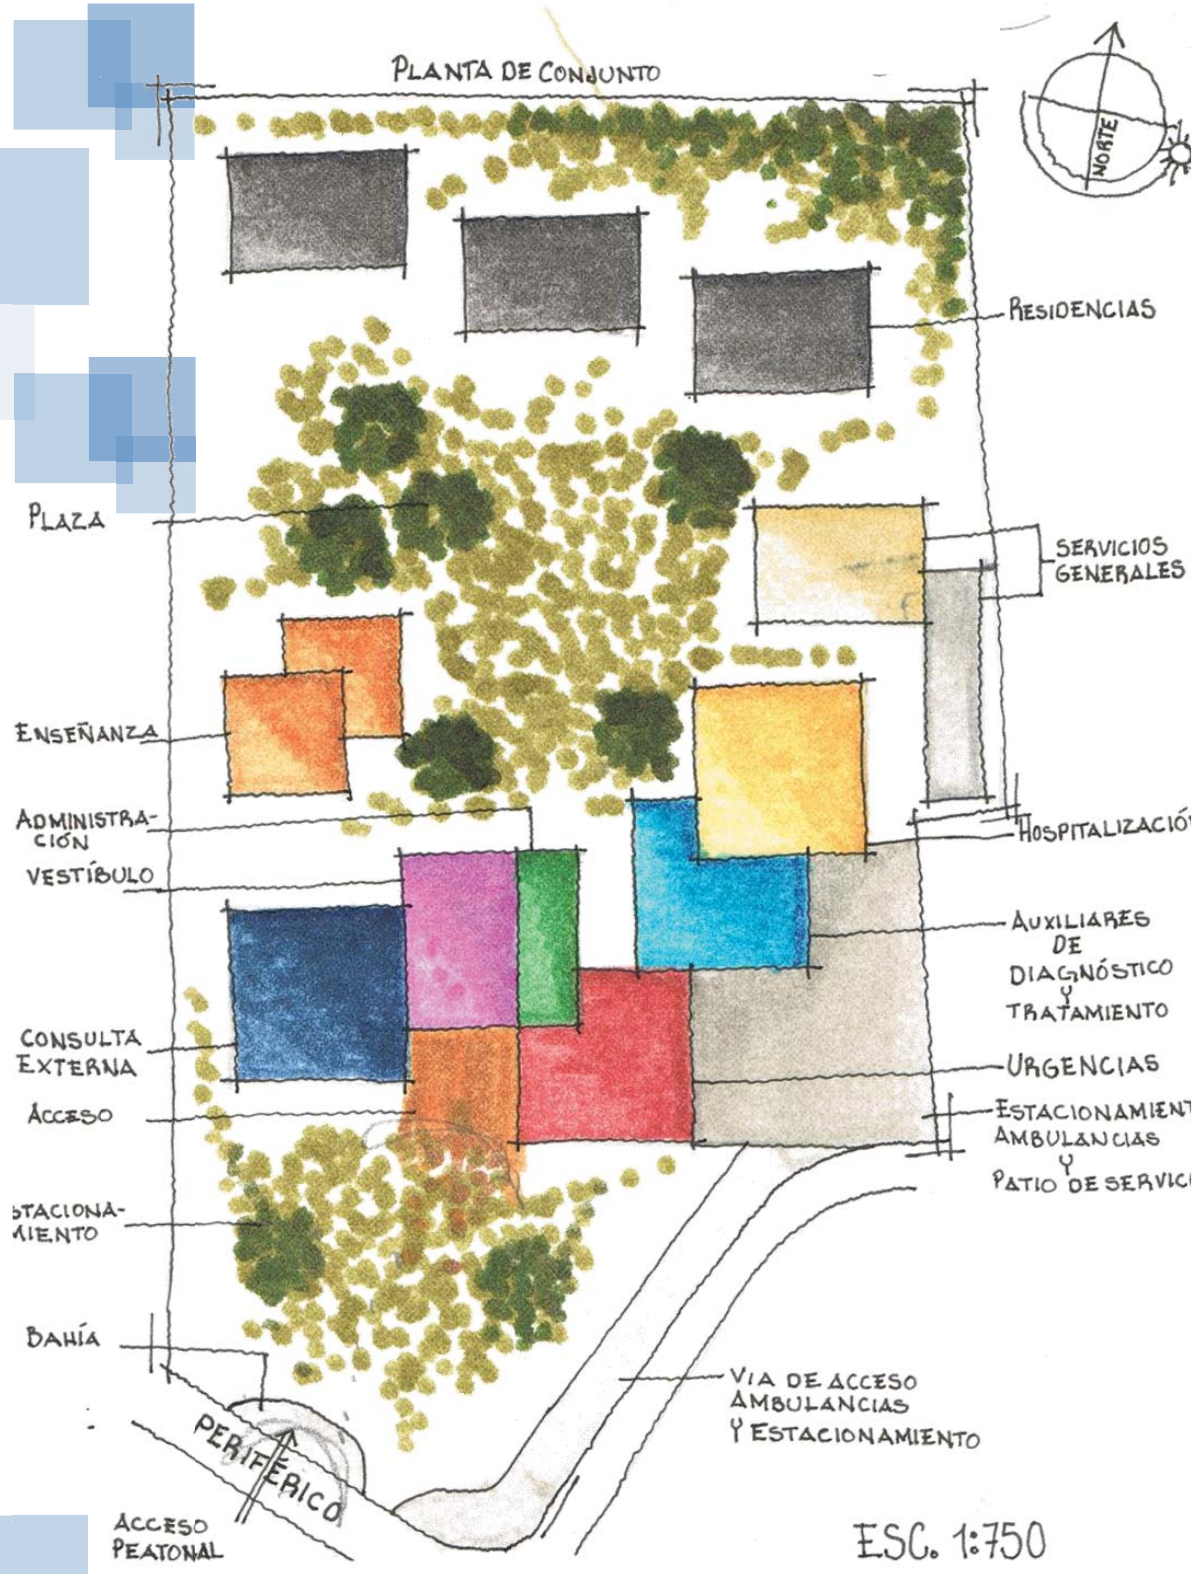 PLANTA DE CONJUNTO
NORTE
RESIDENCIAS
PLAZA
SERVICIOS
GENERALES
ENSEÑANZA
ADMINISTRA-
CIÓN
VESTÍBULO
HOSPITALIZACIÓN
AUXILIARES
DE
DIAGNÓSTICO
Y
TRATAMIENTO
CONSULTA
EXTERNA
URGENCIAS
ACCESO
ESTACIONAMIENT
AMBULANCIAS
Y
PATIO DE SERVICI
STACIONA-
MIENTO
BAHÍA
VIA DE ACCESO
AMBULANCIAS
Y ESTACIONAMIENTO
PERIFÉRICO
ACCESO
PEATONAL
ESC. 1:750